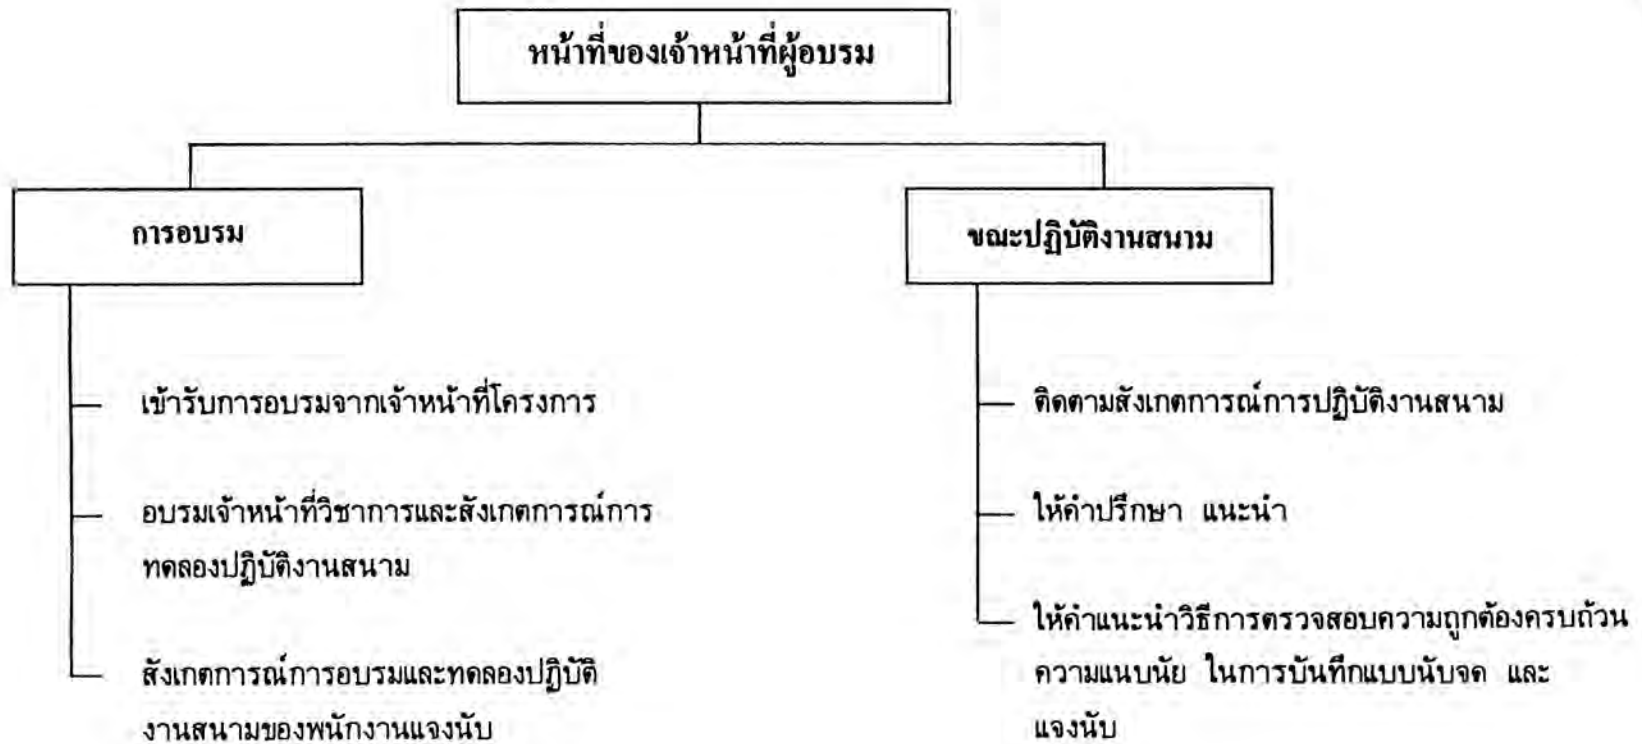 หน้าที่ของเจ้าหน้าที่ผู้อบรม
การอบรม
เข้ารับการอบรมจากเจ้าหน้าที่โครงการ
อบรมเจ้าหน้าที่วิชาการและสังเกตการณ์การ
ทดลองปฏิบัติงานสนาม
สังเกตการณ์การอบรมและทดลองปฏิบัติ
งานสนามของพนักงานแจงนับ
ขณะปฏิบัติงานสนาม
ติดตามสังเกตการณ์การปฏิบัติงานสนาม
ให้คำปรึกษา แนะนำ
ให้คำแนะนำวิธีการตรวจสอบความถูกต้องครบถ้วน
ความแนบนัย ในการบันทึกแบบนับจด และ
แจงนับ